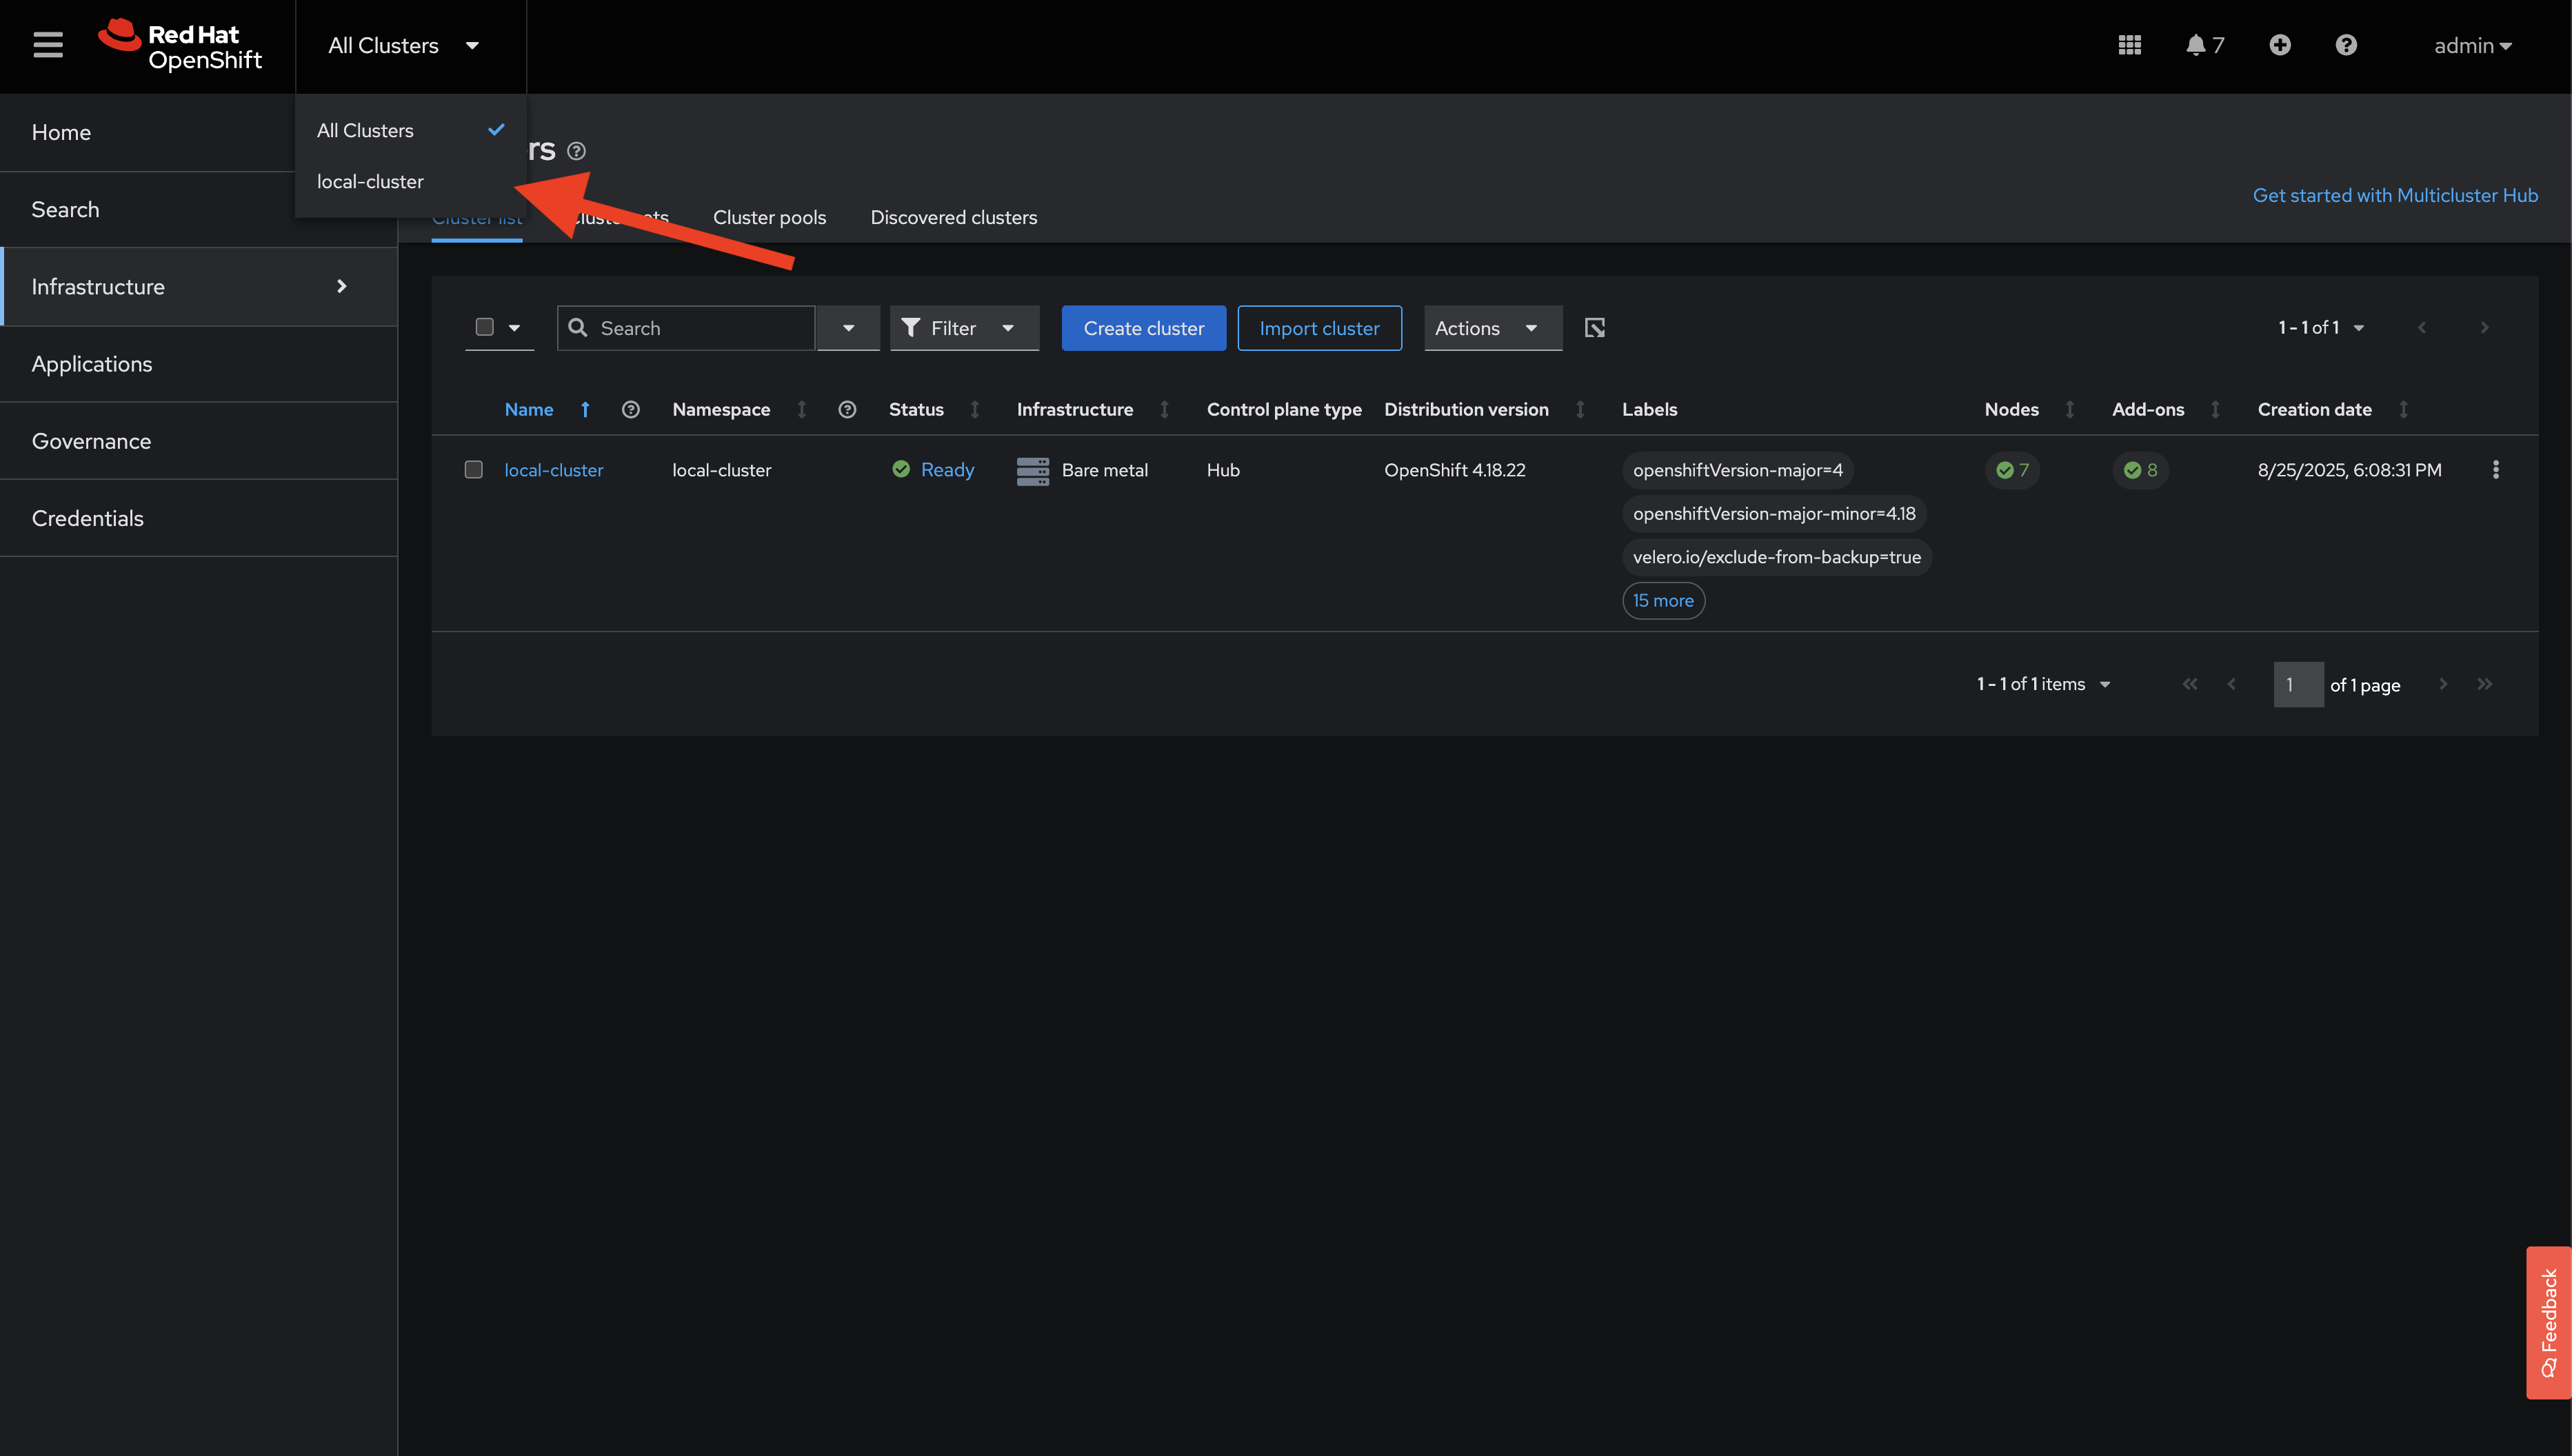 Red Hat
OpenShift
All Clusters
7
admin
Home
Search
Infrastructure
Applications
Governance
Credentials
All Clusters
local-cluster
rs
Get started with Multicluster Hub
Cluster list
Cluster pools
Discovered clusters
Search
Filter
Create cluster
Import cluster
Actions
1 - 1 of 1
Name Namespace Status Infrastructure Control plane type Distribution version Labels Nodes Add-ons Creation date
local-cluster local-cluster Ready Bare metal Hub OpenShift 4.18.22 openshiftVersion-major=4 7 8 8/25/2025, 6:08:31 PM
openshiftVersion-major-minor=4.18
velero.io/exclude-from-backup=true
15 more
1 - 1 of 1 items
1 of 1 page
Feedback